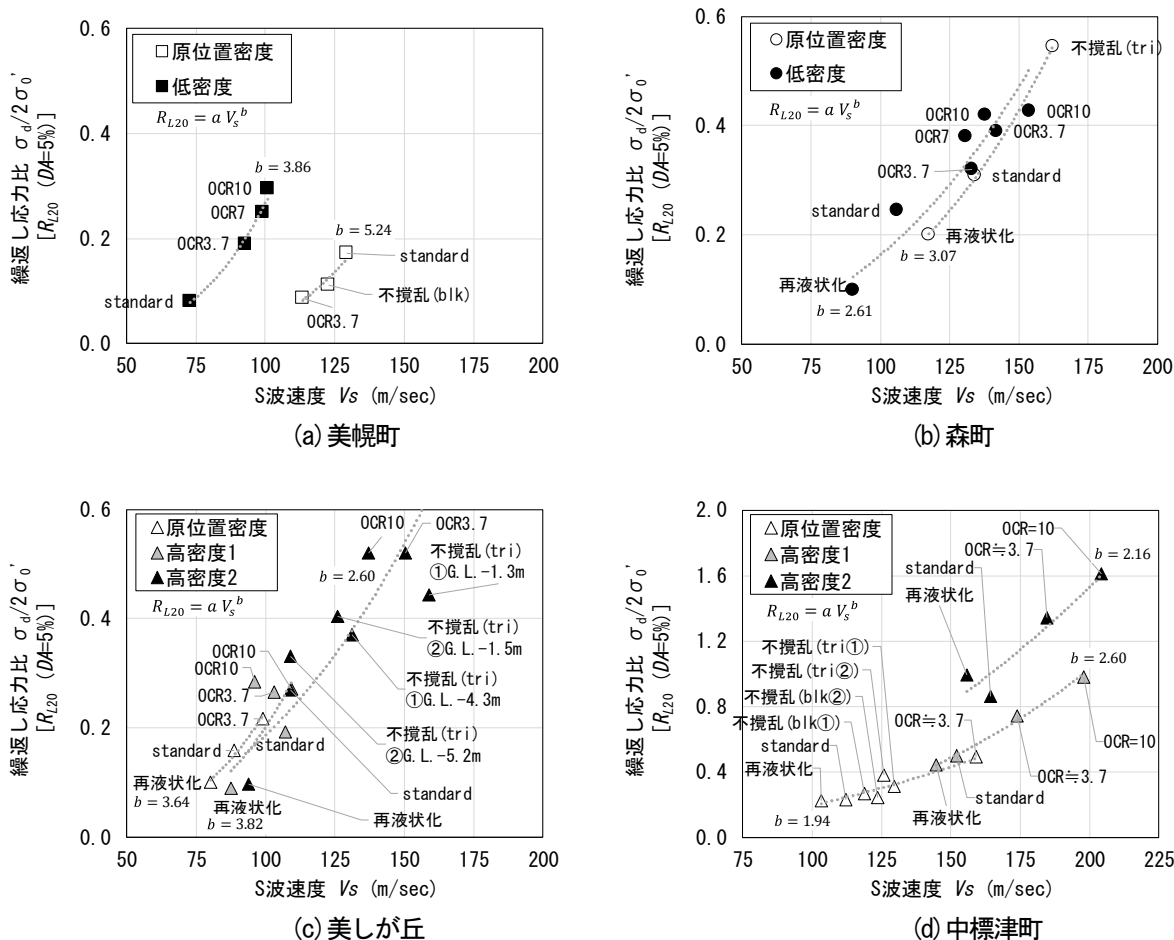 0.6
0.4
0.2
0.0
繰返し応力比 σd/2σ0'
[RL20 (DA=5%)]
□原位置密度
■低密度
RL20 = a Vs^b
b = 3.86
OCR10
OCR7
OCR3.7
standard
b = 5.24
standard
不撹乱(blk)
OCR3.7
50 75 100 125 150 175 200
S波速度 Vs (m/sec)
(a) 美幌町
0.6
0.4
0.2
0.0
繰返し応力比 σd/2σ0'
[RL20 (DA=5%)]
○原位置密度
●低密度
RL20 = a Vs^b
不撹乱(tri)
OCR10
OCR10
OCR7
OCR3.7
OCR3.7
standard
standard
再液状化
b = 3.07
再液状化
b = 2.61
50 75 100 125 150 175 200
S波速度 Vs (m/sec)
(b) 森町
0.6
0.4
0.2
0.0
繰返し応力比 σd/2σ0'
[RL20 (DA=5%)]
△原位置密度
▲高密度1
▲高密度2
RL20 = a Vs^b
OCR10
OCR3.7
b = 2.60
不撹乱(tri)
①G.L.-1.3m
不撹乱(tri)
②G.L.-1.5m
OCR10
OCR10
不撹乱(tri)
①G.L.-4.3m
OCR3.7
OCR3.7
不撹乱(tri)
②G.L.-5.2m
standard
standard
standard
再液状化
b = 3.64
再液状化
b = 3.82
再液状化
50 75 100 125 150 175 200
S波速度 Vs (m/sec)
(c) 美しが丘
2.0
1.6
1.2
0.8
0.4
0.0
繰返し応力比 σd/2σ0'
[RL20 (DA=5%)]
△原位置密度
▲高密度1
▲高密度2
RL20 = a Vs^b
OCR=10
OCR≒3.7
b = 2.16
standard
再液状化
不撹乱(tri①)
不撹乱(tri②)
不撹乱(blk②)
不撹乱(blk①)
standard
再液状化
b = 1.94
OCR≒3.7
b = 2.60
OCR=10
OCR≒3.7
standard
再液状化
75 100 125 150 175 200 225
S波速度 Vs (m/sec)
(d) 中標津町